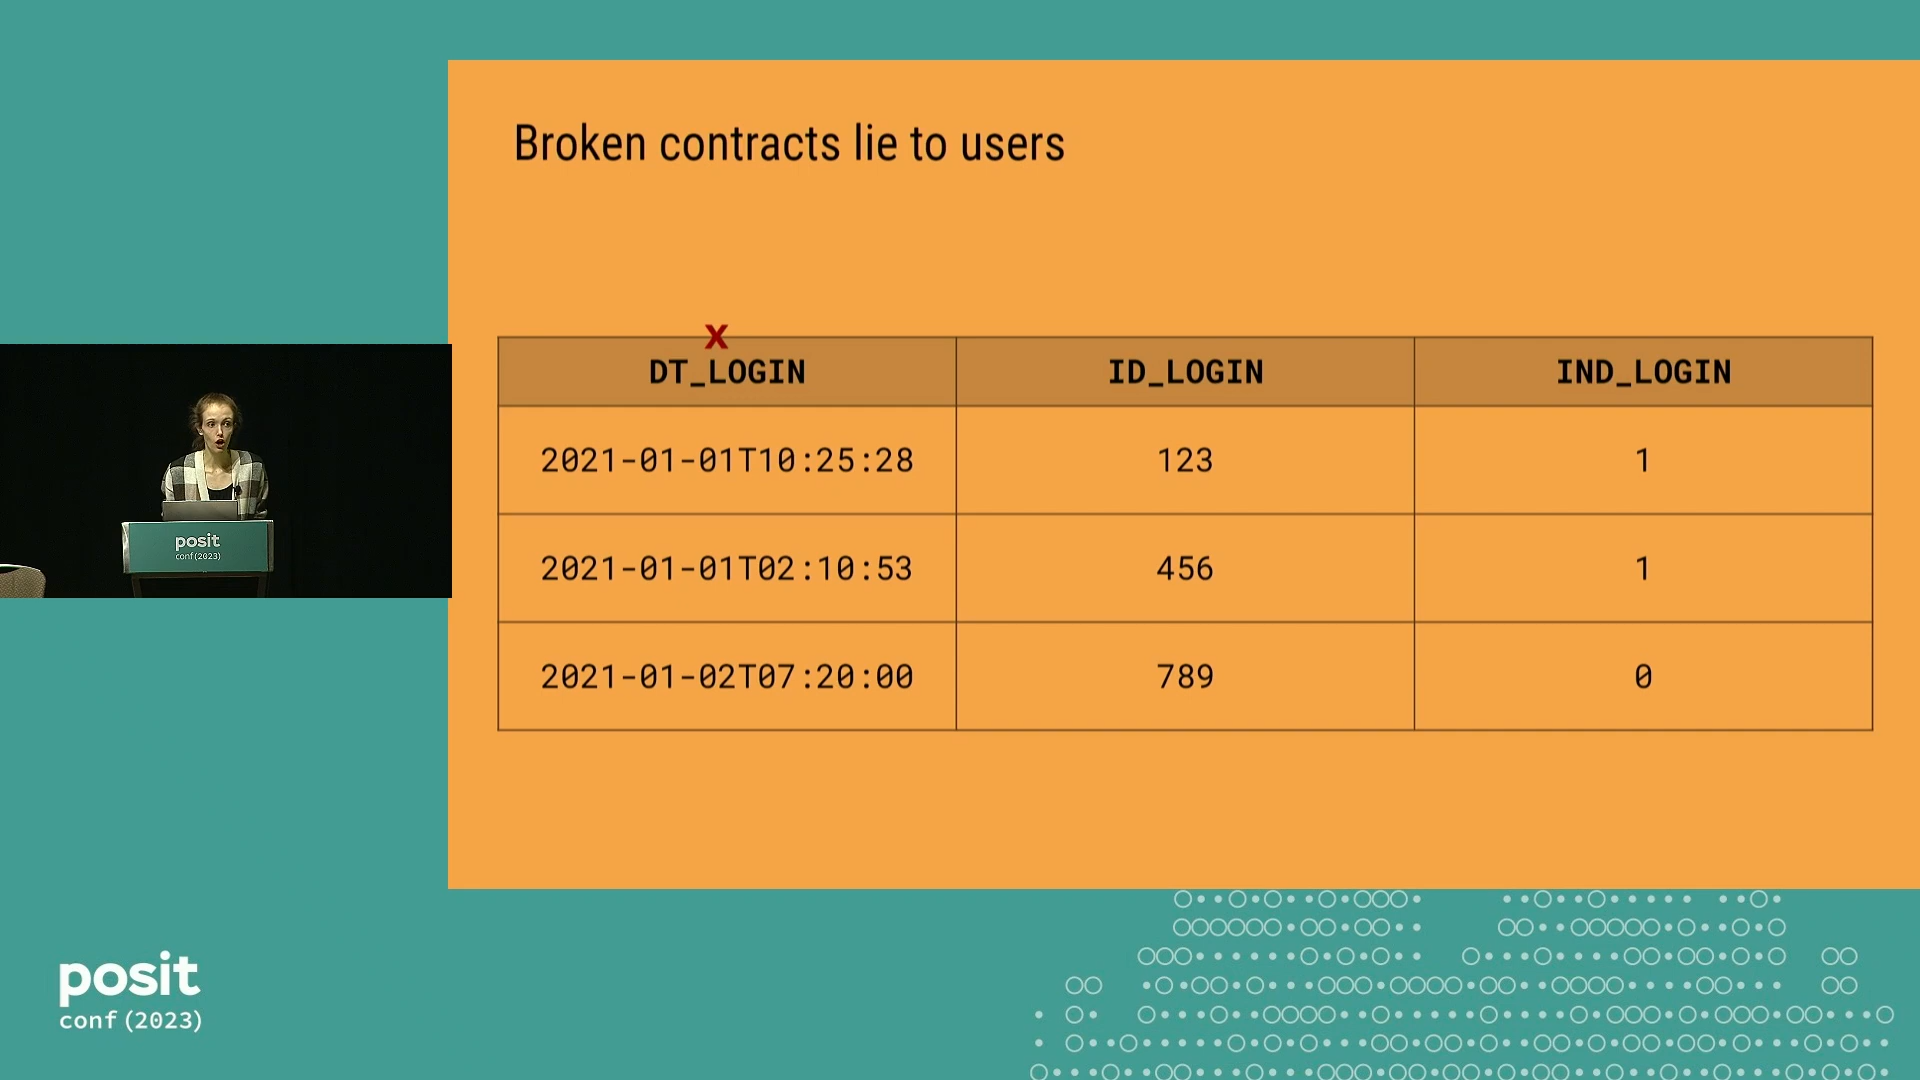 Broken contracts lie to users
x
DT_LOGIN ID_LOGIN IND_LOGIN
2021-01-01T10:25:28 123 1
2021-01-01T02:10:53 456 1
2021-01-02T07:20:00 789 0
posit
conf(2023)
posit
conf(2023)